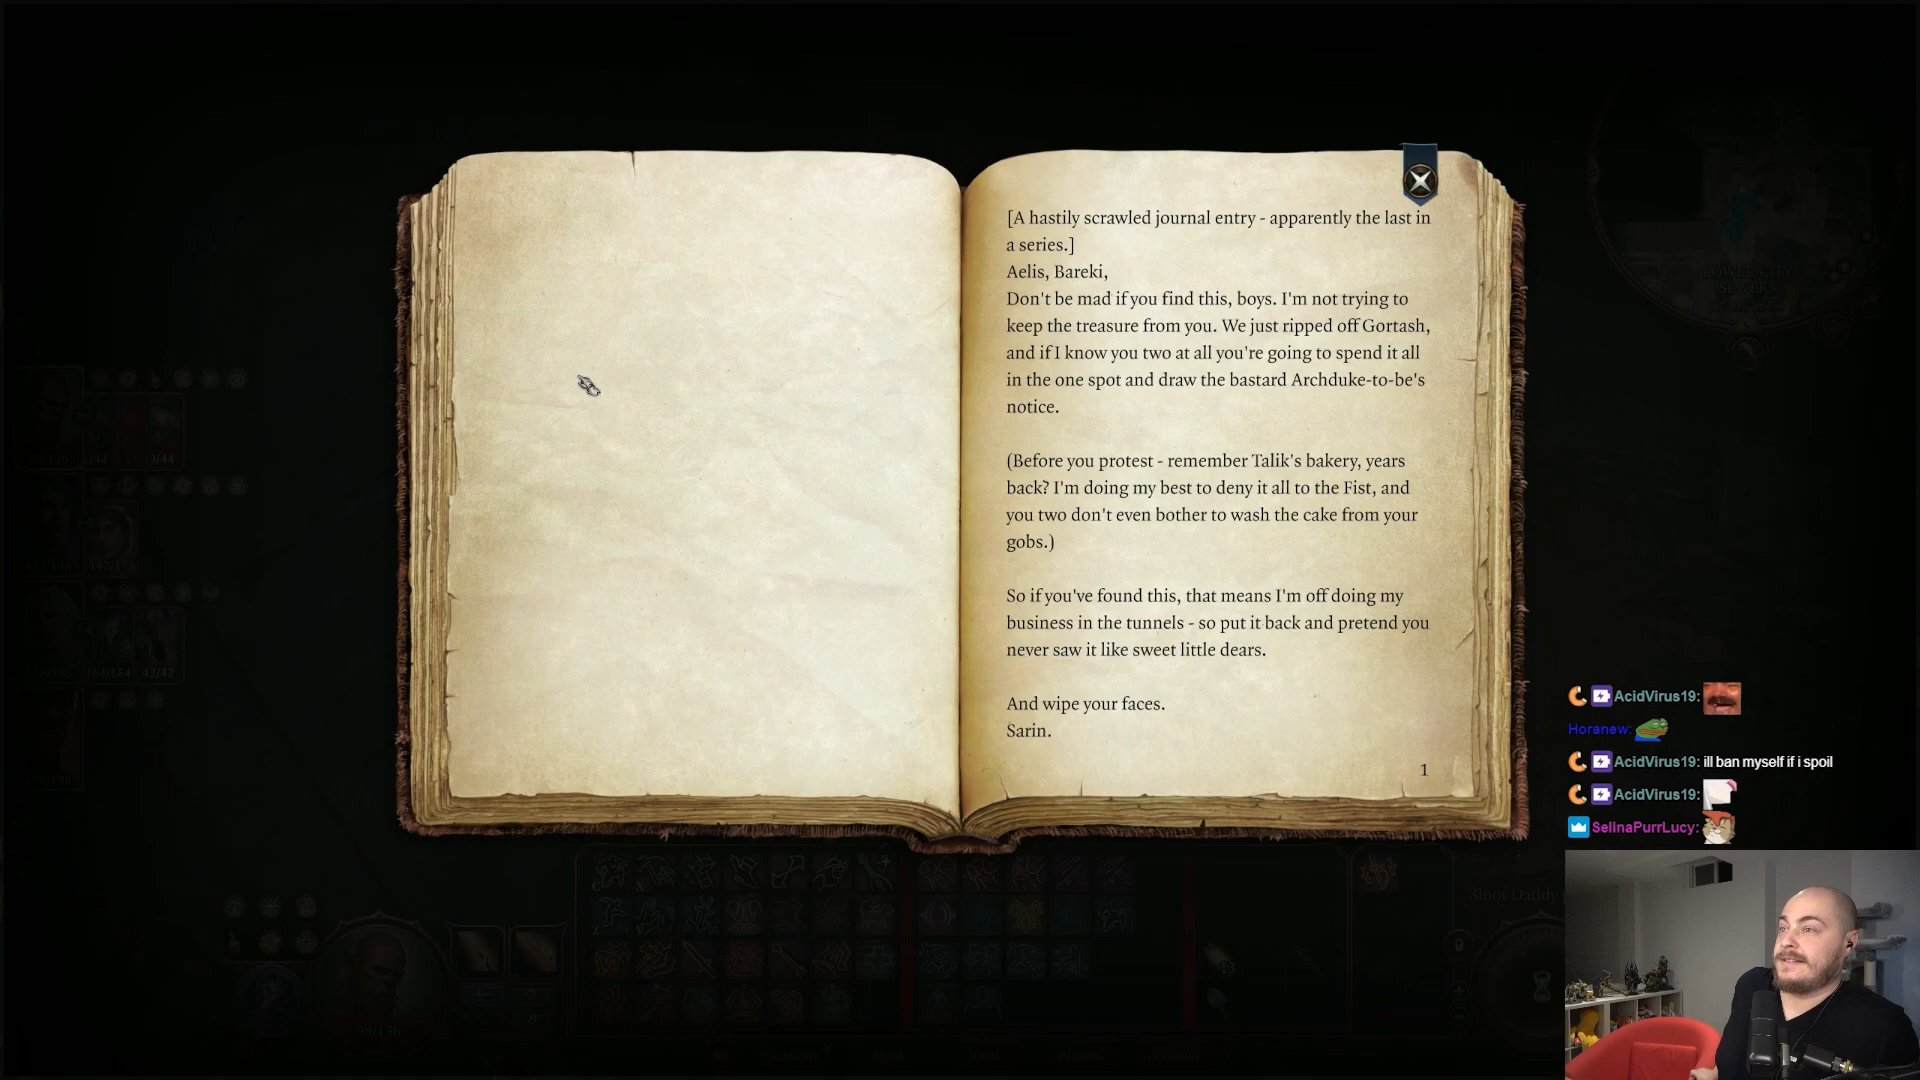 [A hastily scrawled journal entry - apparently the last in
a series.]
Aelis, Bareki,
Don't be mad if you find this, boys. I'm not trying to
keep the treasure from you. We just ripped off Gortash,
and if I know you two at all you're going to spend it all
in the one spot and draw the bastard Archduke-to-be's
notice.
(Before you protest - remember Talik's bakery, years
back? I'm doing my best to deny it all to the Fist, and
you two don't even bother to wash the cake from your
gobs.)
So if you've found this, that means I'm off doing my
business in the tunnels - so put it back and pretend you
never saw it like sweet little dears.
And wipe your faces.
Sarin.
1
LOWER CITY
SEWERS
AcidVirus19:
Horanew:
AcidVirus19: ill ban myself if i spoil
AcidVirus19:
SelinaPurrLucy:
Sloot Daddy
98/136